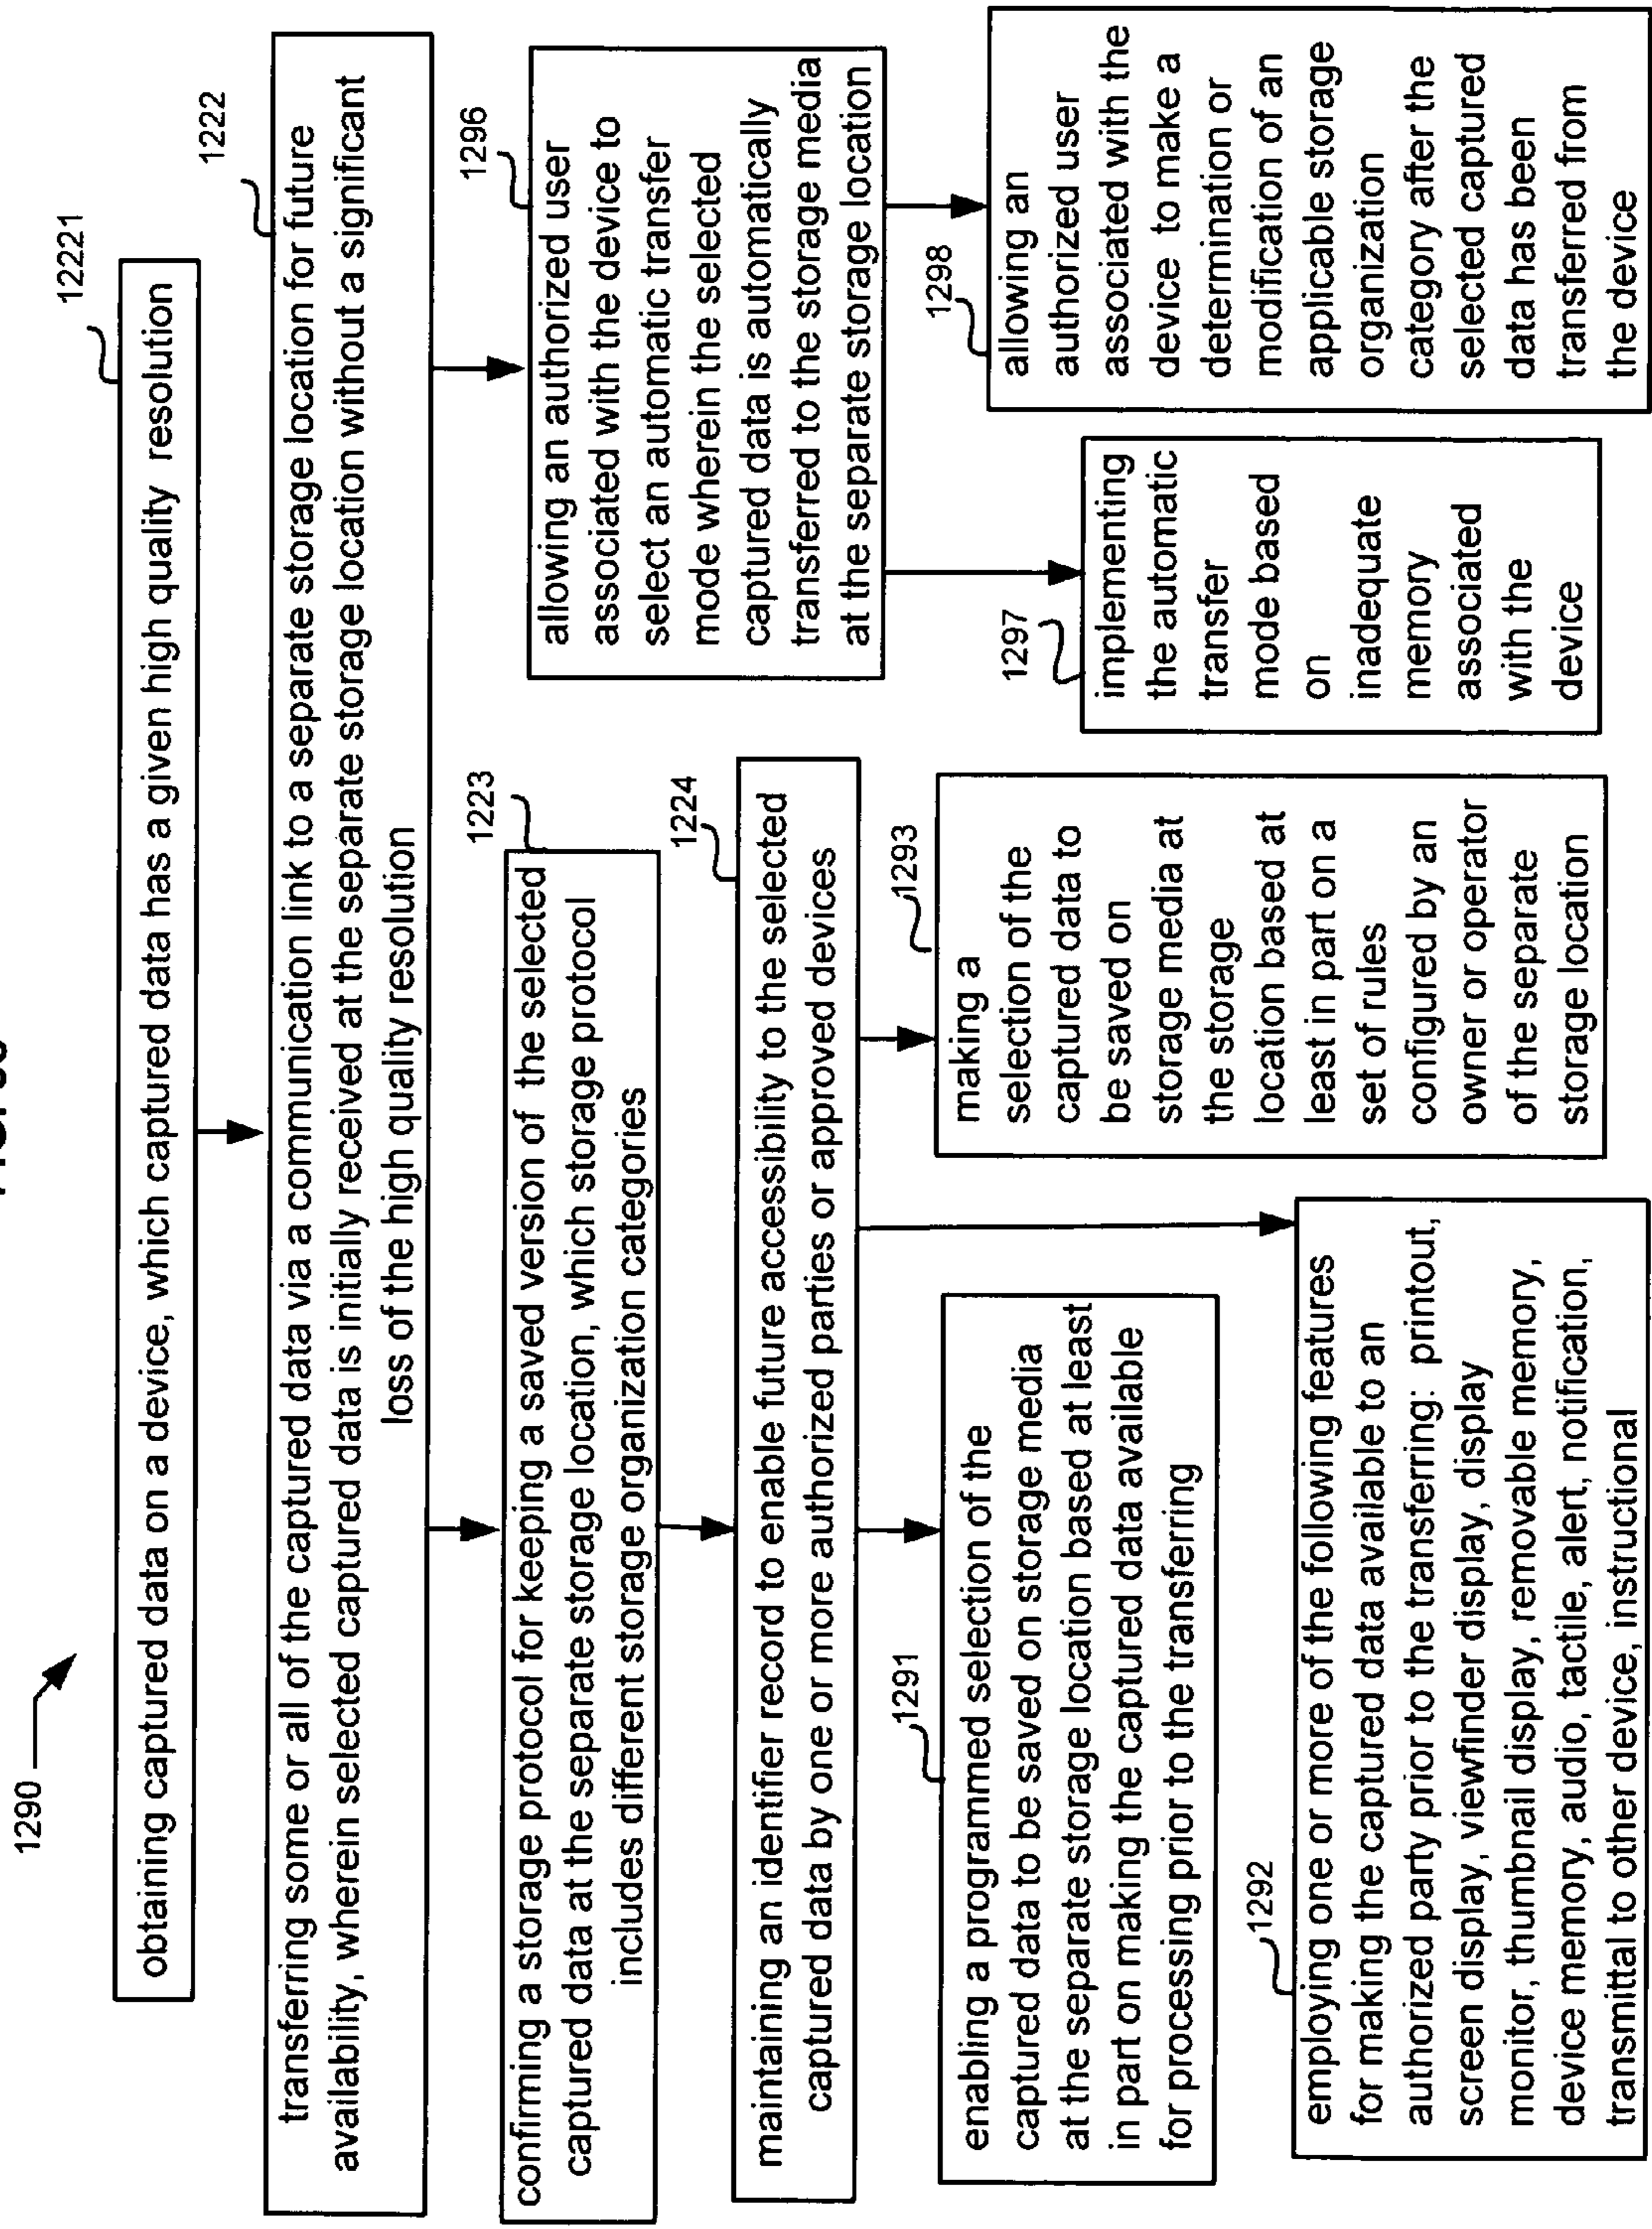 1290
12221
obtaining captured data on a device, which captured data has a given high quality resolution
1222
transferring some or all of the captured data via a communication link to a separate storage location for future
availability, wherein selected captured data is initially received at the separate storage location without a significant
loss of the high quality resolution
1223
confirming a storage protocol for keeping a saved version of the selected
captured data at the separate storage location, which storage protocol
includes different storage organization categories
1296
allowing an authorized user
associated with the device to
select an automatic transfer
mode wherein the selected
captured data is automatically
transferred to the storage media
at the separate storage location
1224
maintaining an identifier record to enable future accessibility to the selected
captured data by one or more authorized parties or approved devices
1291
enabling a programmed selection of the
captured data to be saved on storage media
at the separate storage location based at least
in part on making the captured data available
for processing prior to the transferring
1293
making a
selection of the
captured data to
be saved on
storage media at
the storage
location based at
least in part on a
set of rules
configured by an
owner or operator
of the separate
storage location
1297
implementing
the automatic
transfer
mode based
on
inadequate
memory
associated
with the
device
1298
allowing an
authorized user
associated with the
device to make a
determination or
modification of an
applicable storage
organization
category after the
selected captured
data has been
transferred from
the device
1292
employing one or more of the following features
for making the captured data available to an
authorized party prior to the transferring: printout,
screen display, viewfinder display, display
monitor, thumbnail display, removable memory,
device memory, audio, tactile, alert, notification,
transmittal to other device, instructional